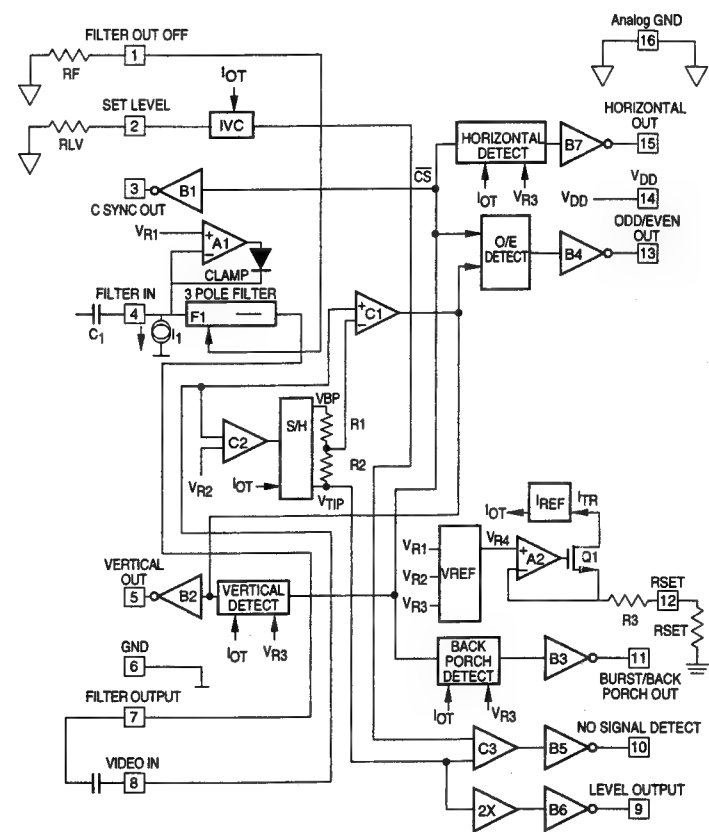 FILTER OUT OFF
1
RF
Analog GND
16
IOT
SET LEVEL
2
RLV
IVC
HORIZONTAL
DETECT
B7
HORIZONTAL
OUT
15
IOT
VR3
CS
3
C SYNC OUT
B1
VDD
VDD
14
VR1
+
−
A1
CLAMP
O/E
DETECT
B4
ODD/EVEN
OUT
13
FILTER IN
4
C1
I1
3 POLE FILTER
F1
+
−
C1
C2
VR2
S/H
IOT
VBP
R1
R2
VTIP
IOT
IREF
ITR
VR1
VR2
VR3
VREF
VR4
+
−
A2
Q1
RSET
12
R3
RSET
VERTICAL
OUT
5
B2
VERTICAL
DETECT
IOT
VR3
GND
6
BACK
PORCH
DETECT
B3
11
BURST/BACK
PORCH OUT
IOT
VR3
FILTER OUTPUT
7
C3
B5
NO SIGNAL DETECT
10
VIDEO IN
8
2X
B6
LEVEL OUTPUT
9